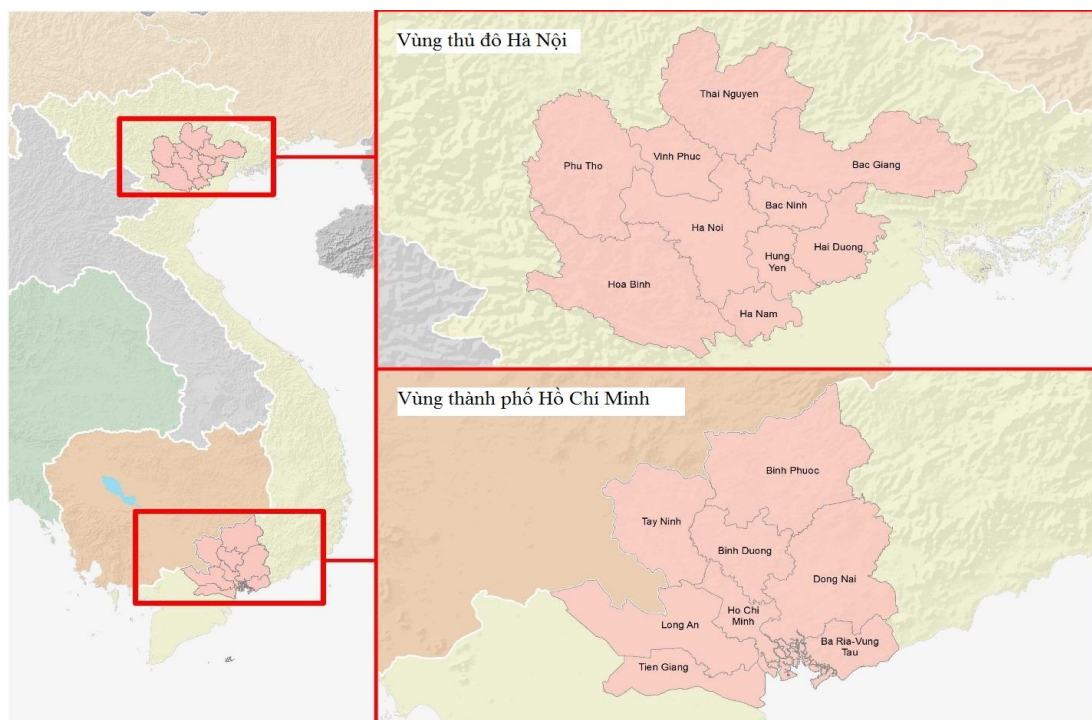 Vùng thủ đô Hà Nội
Thai Nguyen
Phu Tho
Vinh Phuc
Bac Giang
Bac Ninh
Ha Noi
Hai Duong
Hung
Yen
Hoa Binh
Ha Nam
Vùng thành phố Hồ Chí Minh
Binh Phuoc
Tay Ninh
Binh Duong
Dong Nai
Ho Chi
Minh
Long An
Ba Ria-Vung
Tau
Tien Giang